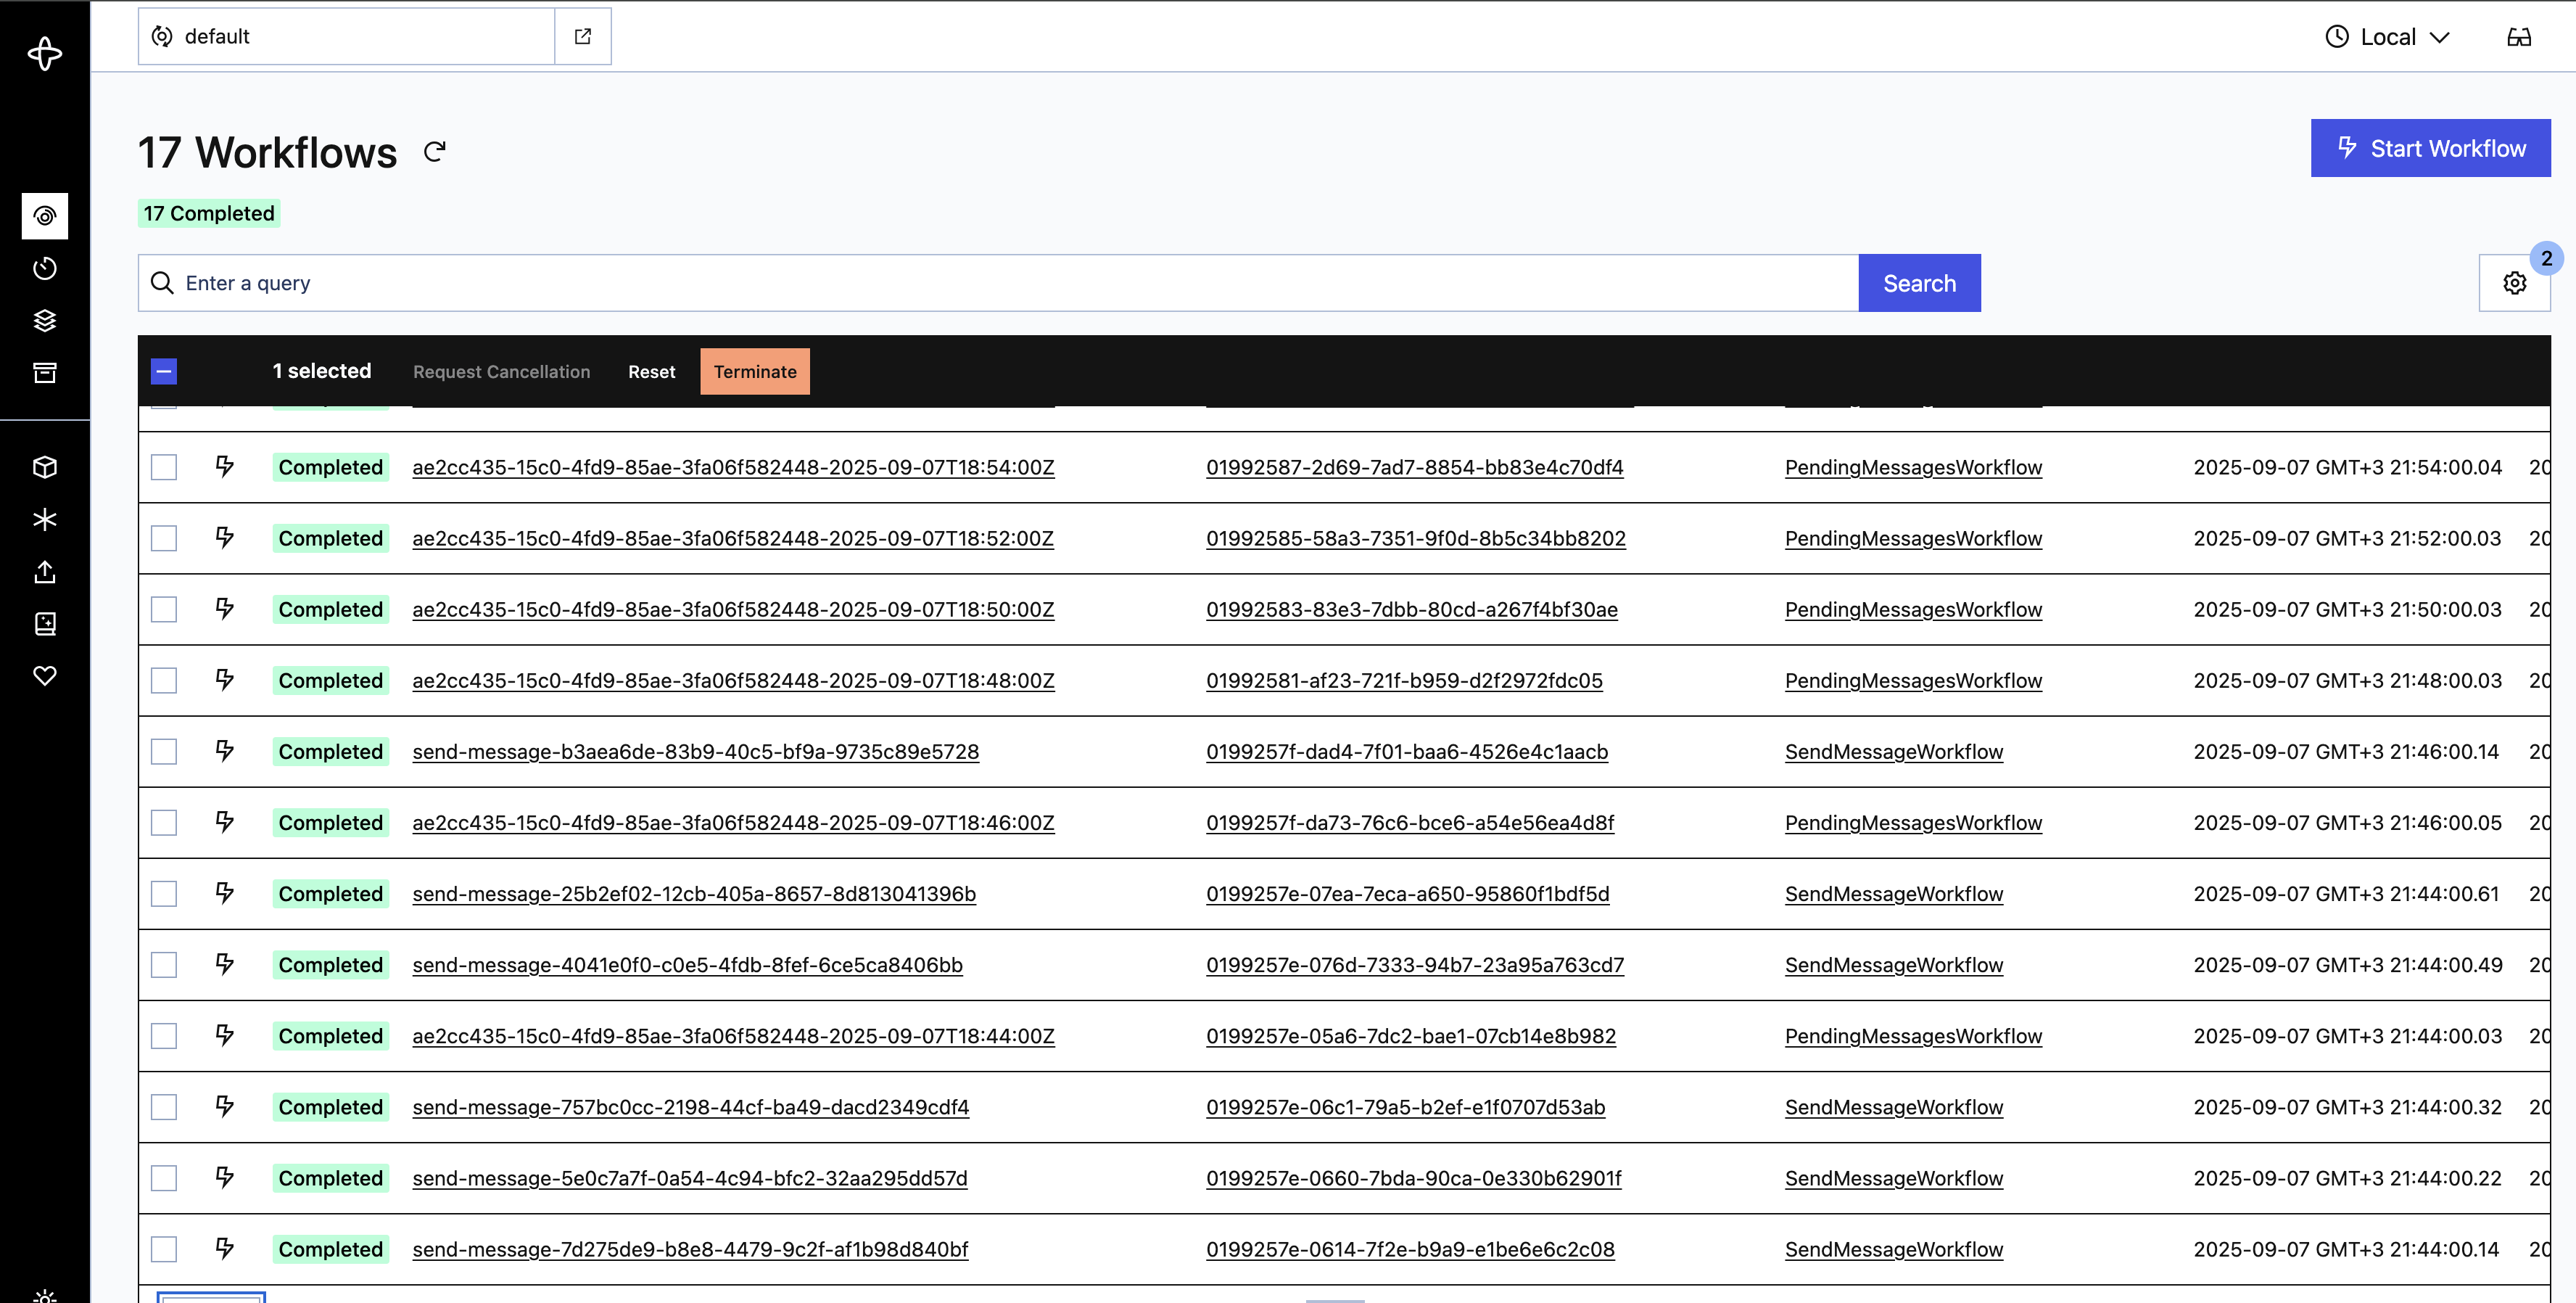 default
Local
17 Workflows
Start Workflow
17 Completed
2
Enter a query
Search
1 selected Request Cancellation Reset Terminate
Completed ae2cc435-15c0-4fd9-85ae-3fa06f582448-2025-09-07T18:54:00Z 01992587-2d69-7ad7-8854-bb83e4c70df4 PendingMessagesWorkflow 2025-09-07 GMT+3 21:54:00.04 20
Completed ae2cc435-15c0-4fd9-85ae-3fa06f582448-2025-09-07T18:52:00Z 01992585-58a3-7351-9f0d-8b5c34bb8202 PendingMessagesWorkflow 2025-09-07 GMT+3 21:52:00.03 20
Completed ae2cc435-15c0-4fd9-85ae-3fa06f582448-2025-09-07T18:50:00Z 01992583-83e3-7dbb-80cd-a267f4bf30ae PendingMessagesWorkflow 2025-09-07 GMT+3 21:50:00.03 20
Completed ae2cc435-15c0-4fd9-85ae-3fa06f582448-2025-09-07T18:48:00Z 01992581-af23-721f-b959-d2f2972fdc05 PendingMessagesWorkflow 2025-09-07 GMT+3 21:48:00.03 20
Completed send-message-b3aea6de-83b9-40c5-bf9a-9735c89e5728 0199257f-dad4-7f01-baa6-4526e4c1aacb SendMessageWorkflow 2025-09-07 GMT+3 21:46:00.14 20
Completed ae2cc435-15c0-4fd9-85ae-3fa06f582448-2025-09-07T18:46:00Z 0199257f-da73-76c6-bce6-a54e56ea4d8f PendingMessagesWorkflow 2025-09-07 GMT+3 21:46:00.05 20
Completed send-message-25b2ef02-12cb-405a-8657-8d813041396b 0199257e-07ea-7eca-a650-95860f1bdf5d SendMessageWorkflow 2025-09-07 GMT+3 21:44:00.61 20
Completed send-message-4041e0f0-c0e5-4fdb-8fef-6ce5ca8406bb 0199257e-076d-7333-94b7-23a95a763cd7 SendMessageWorkflow 2025-09-07 GMT+3 21:44:00.49 20
Completed ae2cc435-15c0-4fd9-85ae-3fa06f582448-2025-09-07T18:44:00Z 0199257e-05a6-7dc2-bae1-07cb14e8b982 PendingMessagesWorkflow 2025-09-07 GMT+3 21:44:00.03 20
Completed send-message-757bc0cc-2198-44cf-ba49-dacd2349cdf4 0199257e-06c1-79a5-b2ef-e1f0707d53ab SendMessageWorkflow 2025-09-07 GMT+3 21:44:00.32 20
Completed send-message-5e0c7a7f-0a54-4c94-bfc2-32aa295dd57d 0199257e-0660-7bda-90ca-0e330b62901f SendMessageWorkflow 2025-09-07 GMT+3 21:44:00.22 20
Completed send-message-7d275de9-b8e8-4479-9c2f-af1b98d840bf 0199257e-0614-7f2e-b9a9-e1be6e6c2c08 SendMessageWorkflow 2025-09-07 GMT+3 21:44:00.14 20